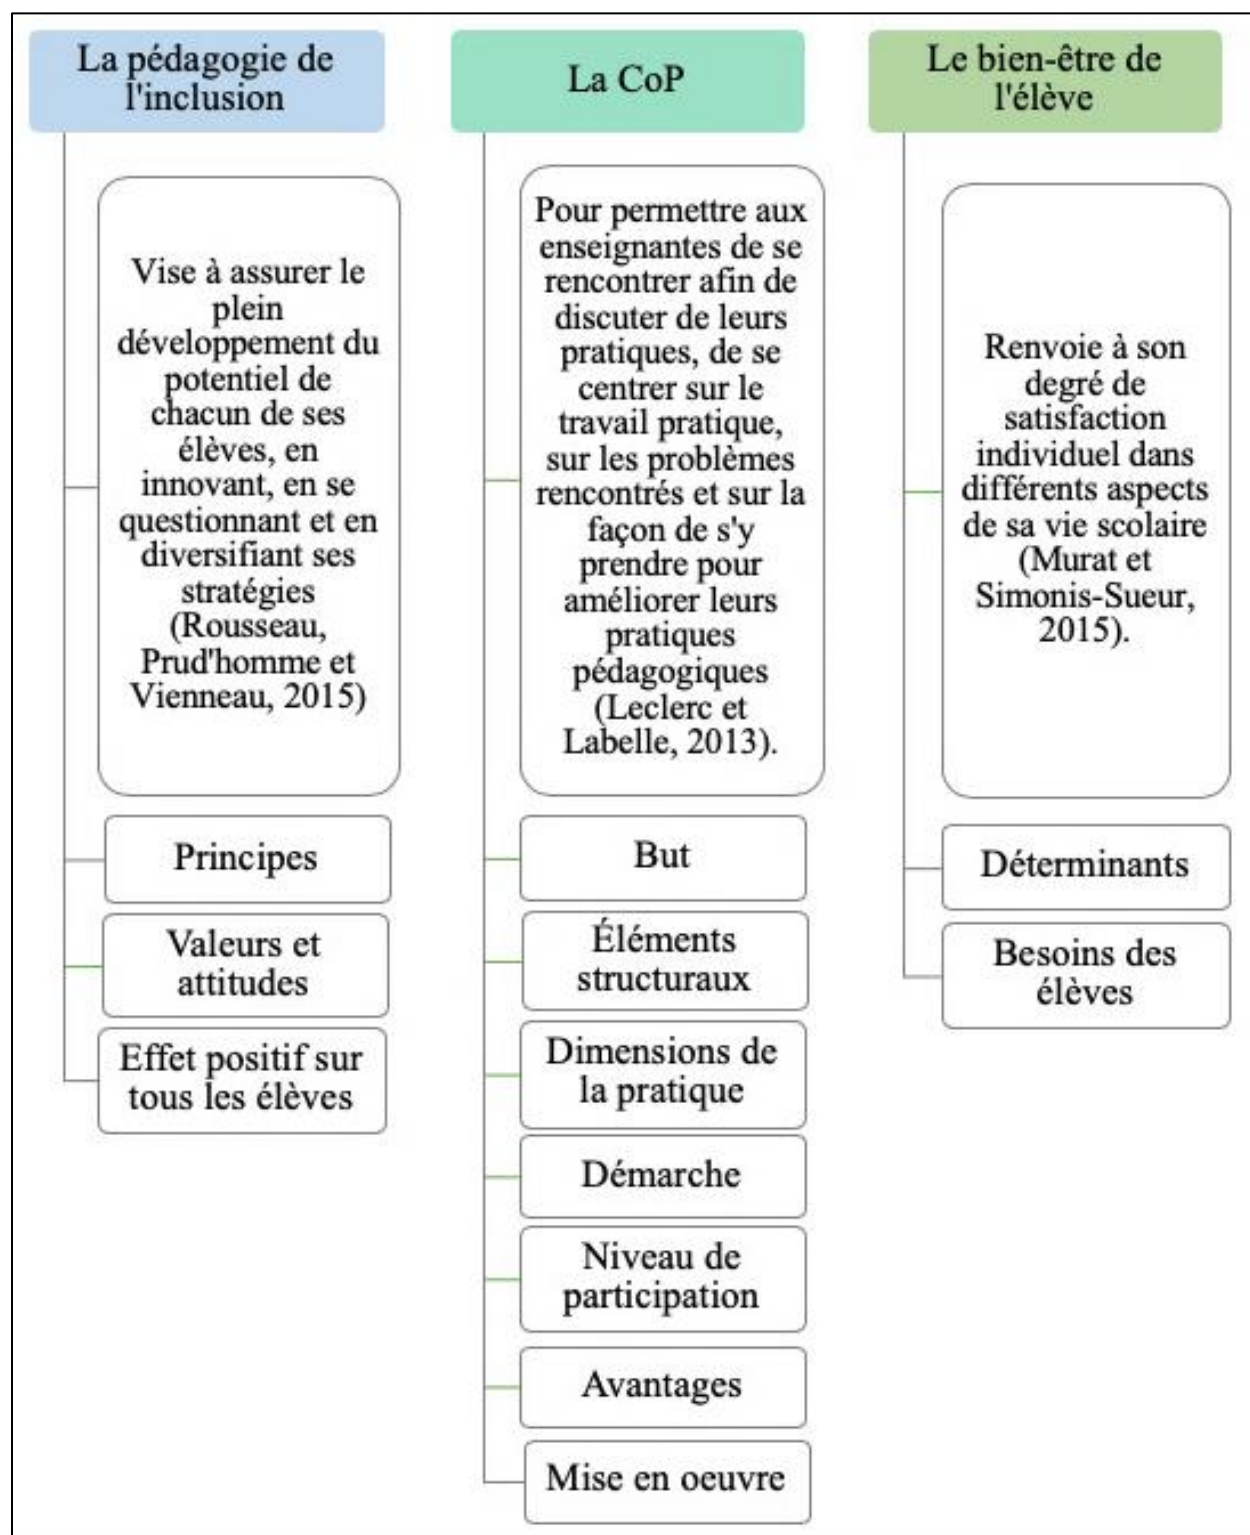 La pédagogie de
l'inclusion
Vise à assurer le
plein
développement du
potentiel de
chacun de ses
élèves, en
innovant, en se
questionnant et en
diversifiant ses
stratégies
(Rousseau,
Prud'homme et
Vienneau, 2015)
Principes
Valeurs et
attitudes
Effet positif sur
tous les élèves
La CoP
Pour permettre aux
enseignantes de se
rencontrer afin de
discuter de leurs
pratiques, de se
centrer sur le
travail pratique,
sur les problèmes
rencontrés et sur la
façon de s'y
prendre pour
améliorer leurs
pratiques
pédagogiques
(Leclerc et
Labelle, 2013).
But
Éléments
structuraux
Dimensions de
la pratique
Démarche
Niveau de
participation
Avantages
Mise en oeuvre
Le bien-être de
l'élève
Renvoie à son
degré de
satisfaction
individuel dans
différents aspects
de sa vie scolaire
(Murat et
Simonis-Sueur,
2015).
Déterminants
Besoins des
élèves